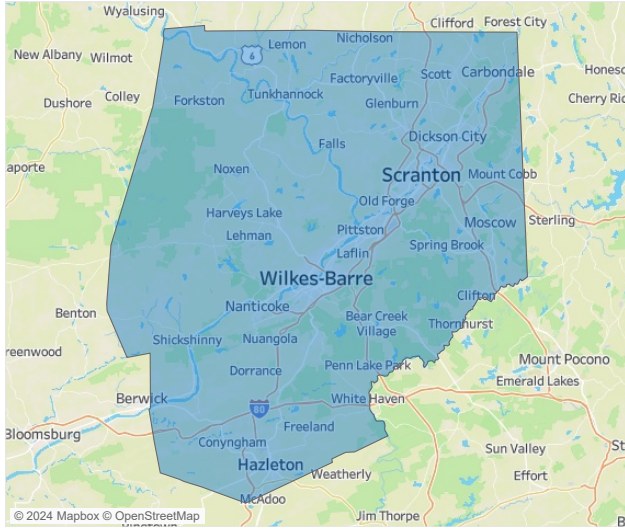 Wyalusing
Clifford
Forest City
Lemon
Nicholson
New Albany
Wilmot
6
Factoryville
Scott
Carbondale
Honesd
Dushore
Colley
Forkston
Tunkhannock
Glenburn
Cherry Rid
Falls
Dickson City
aporte
Noxen
Scranton
Mount Cobb
Old Forge
Harveys Lake
Moscow
Sterling
Lehman
Pittston
Spring Brook
Laflin
Wilkes-Barre
Clifton
Nanticoke
Benton
Bear Creek
Village
Thornhurst
Shickshinny
Nuangola
reenwood
Mount Pocono
Dorrance
Penn Lake Park
Emerald Lakes
Berwick
80
White Haven
Bloomsburg
Freeland
Conyngham
Sun Valley
St
Hazleton
Weatherly
Effort
McAdoo
© 2024 Mapbox © OpenStreetMap
Jim Thorpe
B